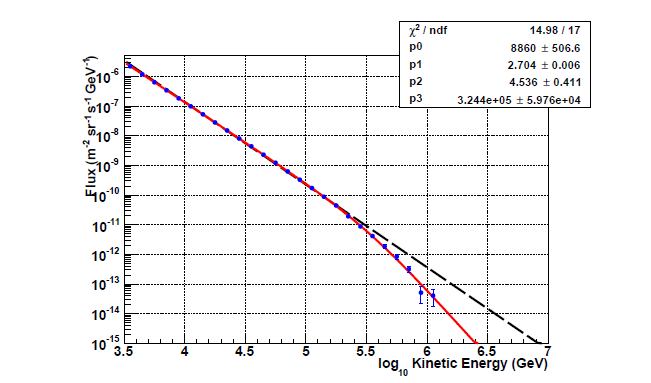 χ² / ndf 14.98 / 17
p0 8860 ± 506.6
p1 2.704 ± 0.006
p2 4.536 ± 0.411
p3 3.244e+05 ± 5.976e+04
Flux (m⁻² sr⁻¹ s⁻¹ GeV⁻¹)
10⁻⁶
10⁻⁷
10⁻⁸
10⁻⁹
10⁻¹⁰
10⁻¹¹
10⁻¹²
10⁻¹³
10⁻¹⁴
10⁻¹⁵
3.5 4 4.5 5 5.5 6 6.5 7
log₁₀ Kinetic Energy (GeV)